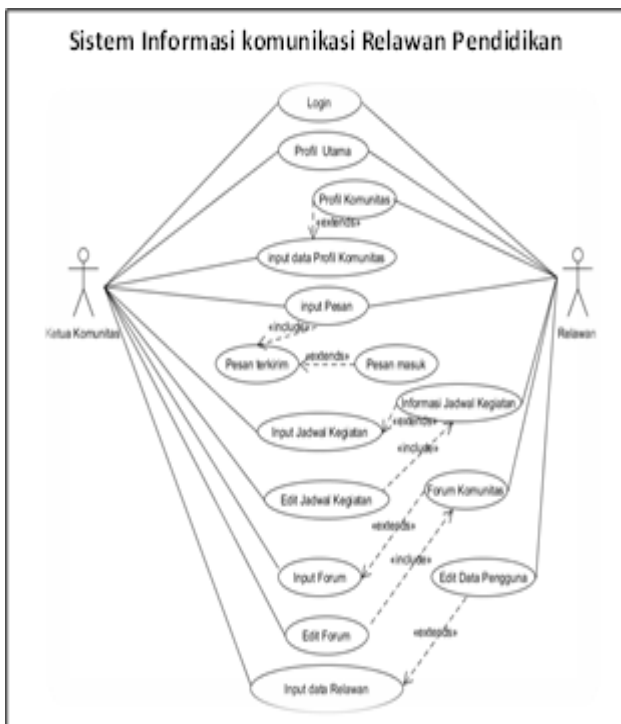 Sistem Informasi komunikasi Relawan Pendidikan
Login
Profil Utama
Profil Komunitas
«extends»
input data Profil Komunitas
input Pesan
Ketua Komunitas
Relawan
«include»
Pesan terkirim
«extends»
Pesan masuk
Informasi Jadwal Kegiatan
«extends»
Input Jadwal Kegiatan
«include»
Edit Jadwal Kegiatan
Forum Komunitas
«extends»
«include»
Input Forum
Edit Data Pengguna
Edit Forum
«extends»
Input data Relawan